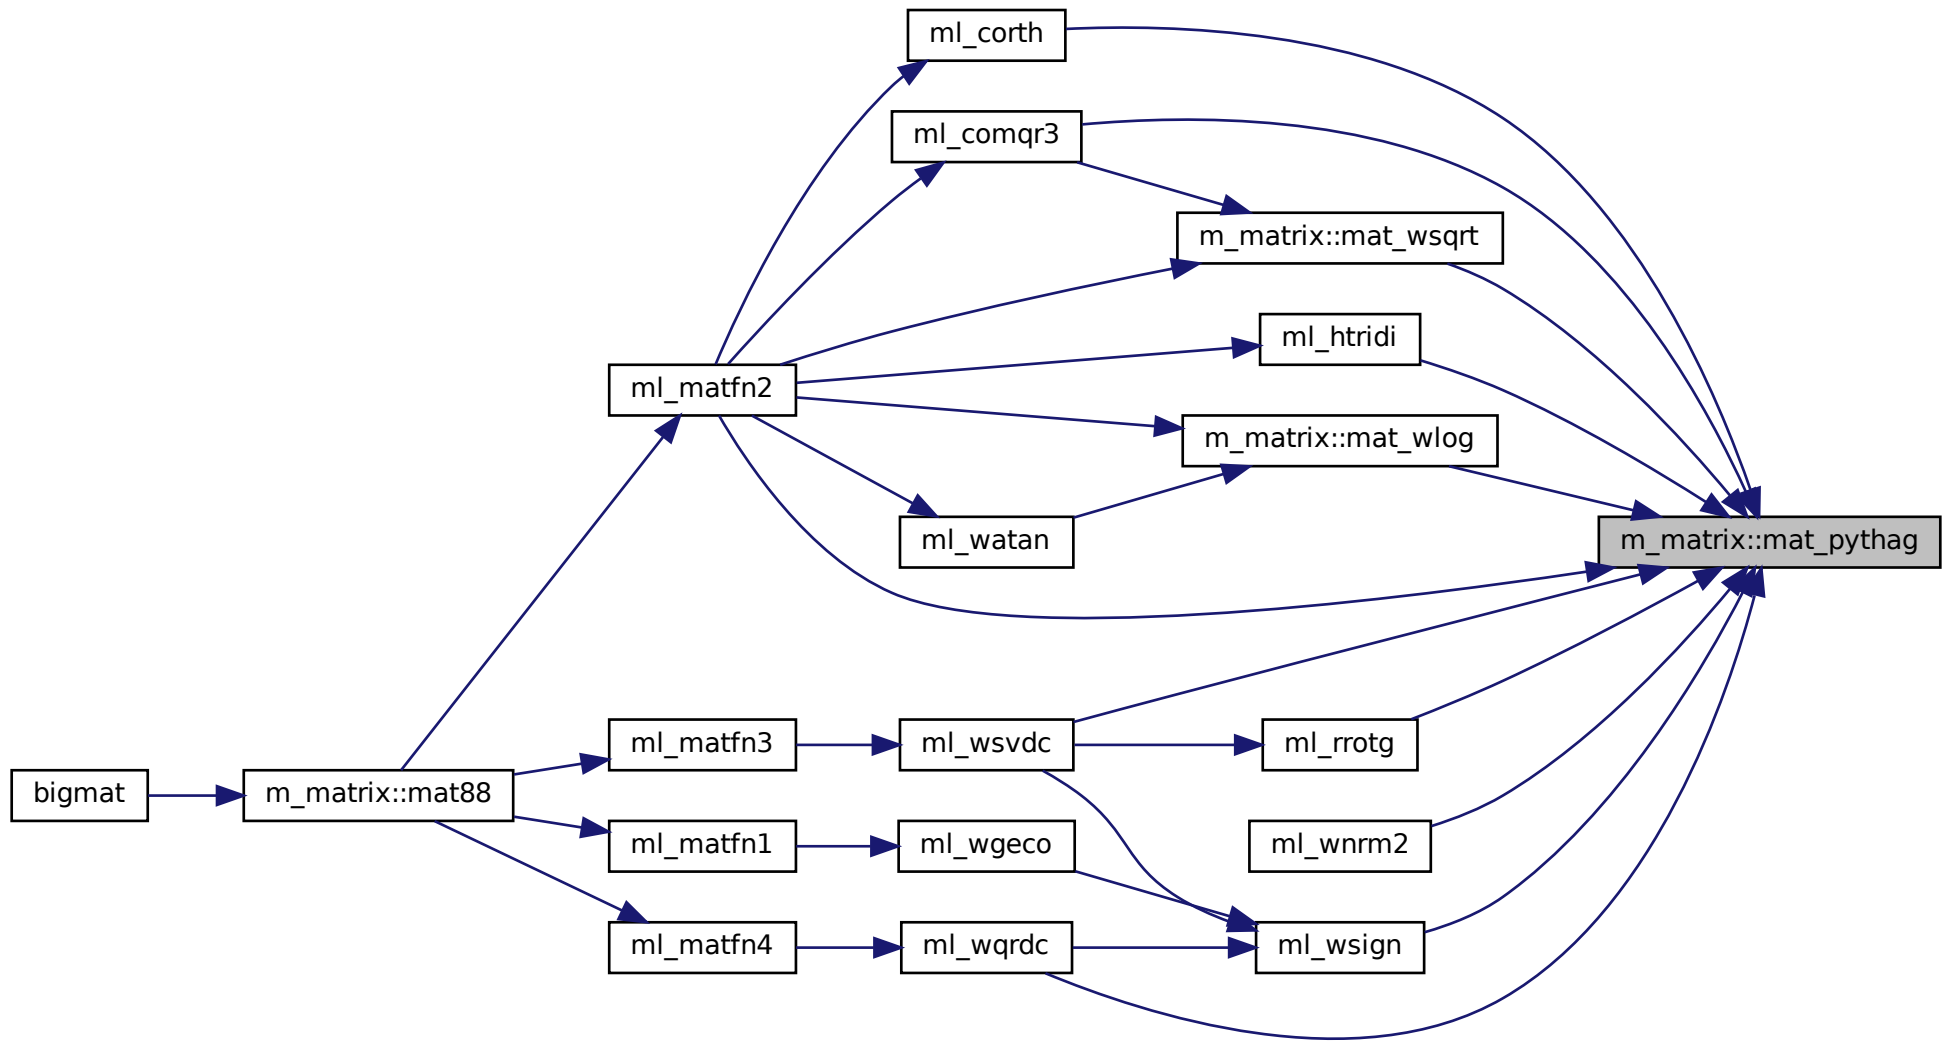 ml_corth
ml_comqr3
m_matrix::mat_wsqrt
ml_htridi
ml_matfn2
m_matrix::mat_wlog
ml_watan
m_matrix::mat_pythag
ml_matfn3
ml_wsvdc
ml_rrotg
bigmat
m_matrix::mat88
ml_matfn1
ml_wgeco
ml_wnrm2
ml_matfn4
ml_wqrdc
ml_wsign